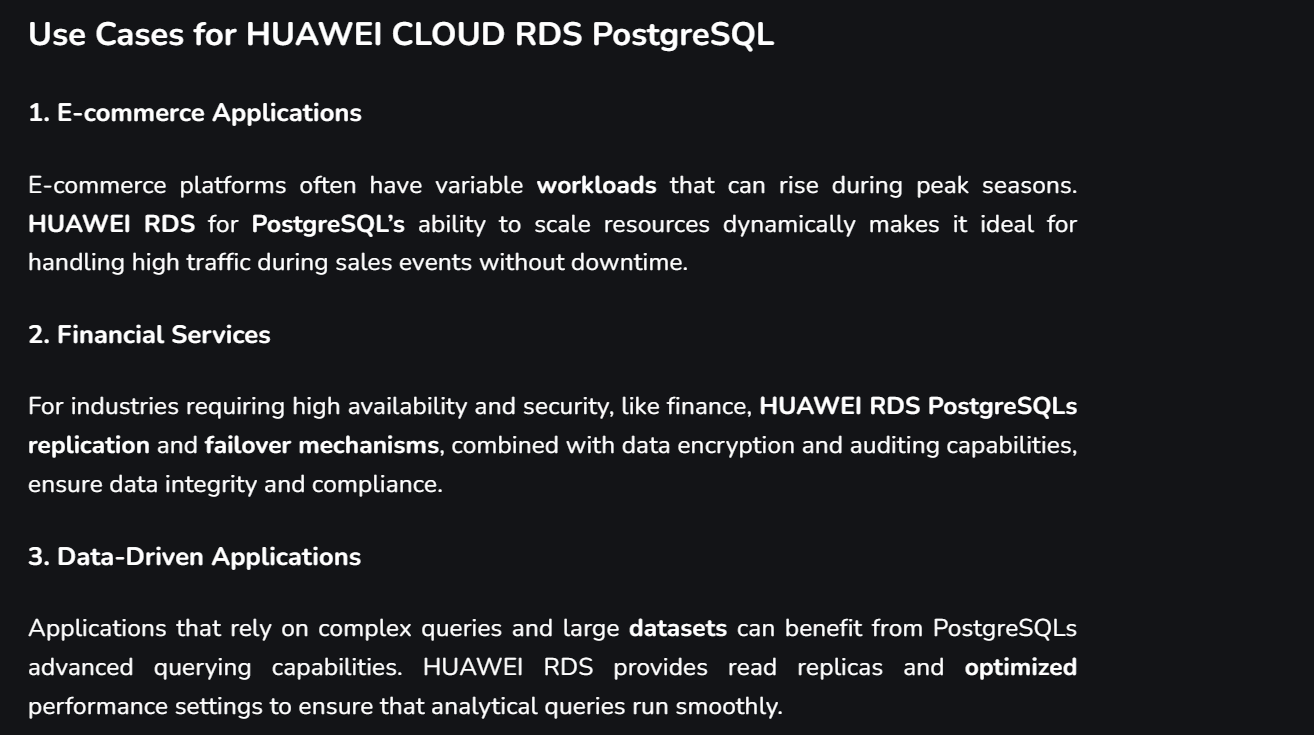 Use Cases for HUAWEI CLOUD RDS PostgreSQL
1. E-commerce Applications
E-commerce platforms often have variable workloads that can rise during peak seasons.
HUAWEI RDS for PostgreSQL’s ability to scale resources dynamically makes it ideal for
handling high traffic during sales events without downtime.
2. Financial Services
For industries requiring high availability and security, like finance, HUAWEI RDS PostgreSQLs
replication and failover mechanisms, combined with data encryption and auditing capabilities,
ensure data integrity and compliance.
3. Data-Driven Applications
Applications that rely on complex queries and large datasets can benefit from PostgreSQLs
advanced querying capabilities. HUAWEI RDS provides read replicas and optimized
performance settings to ensure that analytical queries run smoothly.